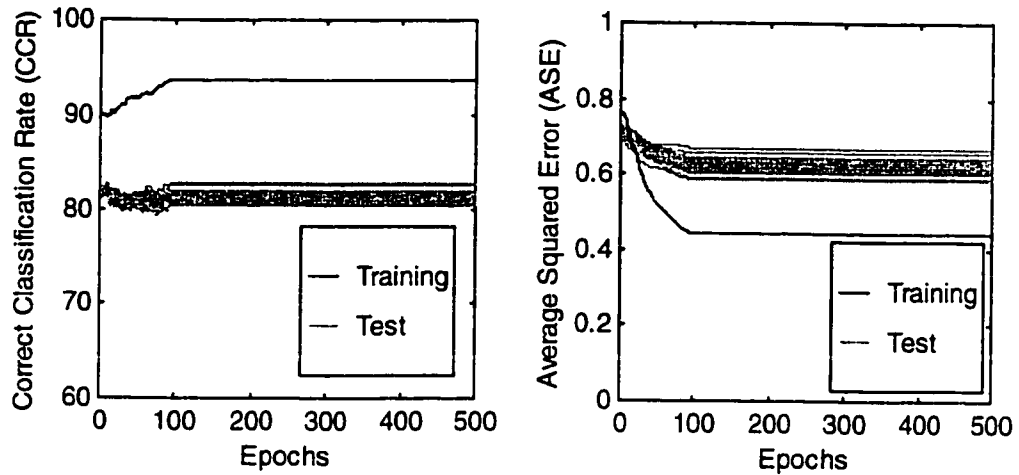 Correct Classification Rate (CCR)
100
90
80
70
60
0 100 200 300 400 500
Epochs
Training
Test
Average Squared Error (ASE)
1
0.8
0.6
0.4
0.2
0
0 100 200 300 400 500
Epochs
Training
Test